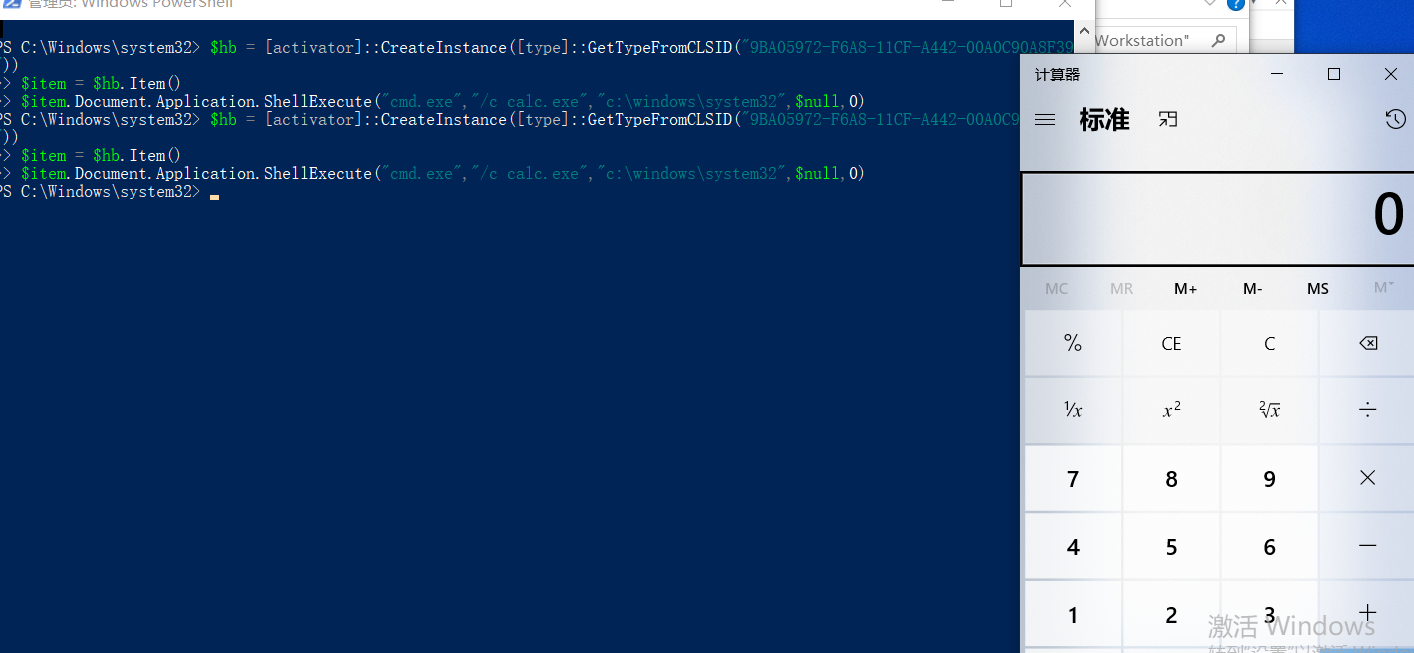 管理员: Windows PowerShell
PS C:\Windows\system32> $hb = [activator]::CreateInstance([type]::GetTypeFromCLSID("9BA05972-F6A8-11CF-A442-00A0C90A8F39
"))
> $item = $hb.Item()
> $item.Document.Application.ShellExecute("cmd.exe","/c calc.exe","c:\windows\system32",$null,0)
PS C:\Windows\system32> $hb = [activator]::CreateInstance([type]::GetTypeFromCLSID("9BA05972-F6A8-11CF-A442-00A0C9
"))
> $item = $hb.Item()
> $item.Document.Application.ShellExecute("cmd.exe","/c calc.exe","c:\windows\system32",$null,0)
PS C:\Windows\system32>
Workstation"
计算器
标准
0
MC MR M+ M- MS M˅
% CE C
¹/x x² ²√x ÷
7 8 9 ×
4 5 6 −
1 2 3 +
激活 Windows